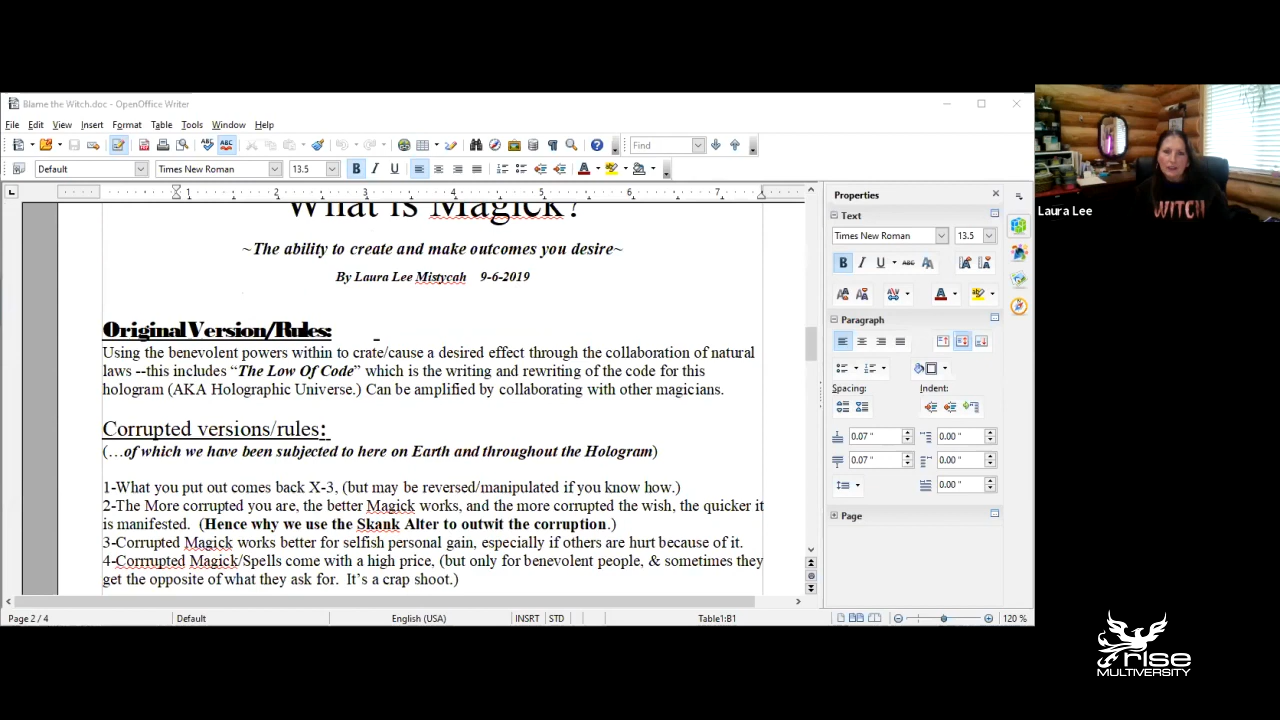 Blame the Witch.doc - OpenOffice Writer
File Edit View Insert Format Table Tools Window Help
Find
Default Times New Roman 13.5
1 2 3 4 5 6 7
What is Magick?
~The ability to create and make outcomes you desire~
By Laura Lee Mistycah 9-6-2019
Original Version/Rules:
Using the benevolent powers within to crate/cause a desired effect through the collaboration of natural
laws --this includes “The Low Of Code” which is the writing and rewriting of the code for this
hologram (AKA Holographic Universe.) Can be amplified by collaborating with other magicians.
Corrupted versions/rules:
(…of which we have been subjected to here on Earth and throughout the Hologram)
1-What you put out comes back X-3, (but may be reversed/manipulated if you know how.)
2-The More corrupted you are, the better Magick works, and the more corrupted the wish, the quicker it
is manifested. (Hence why we use the Skank Alter to outwit the corruption.)
3-Corrupted Magick works better for selfish personal gain, especially if others are hurt because of it.
4-Corrrupted Magick/Spells come with a high price, (but only for benevolent people, & sometimes they
get the opposite of what they ask for. It’s a crap shoot.)
Page 2 / 4 Default English (USA) INSRT STD Table1:B1 120 %
Properties
Text
Times New Roman 13.5
Paragraph
Spacing: Indent:
0.07 " 0.00 "
0.07 " 0.00 "
0.00 "
Page
WITCH
Laura Lee
rise
MULTIVERSITY